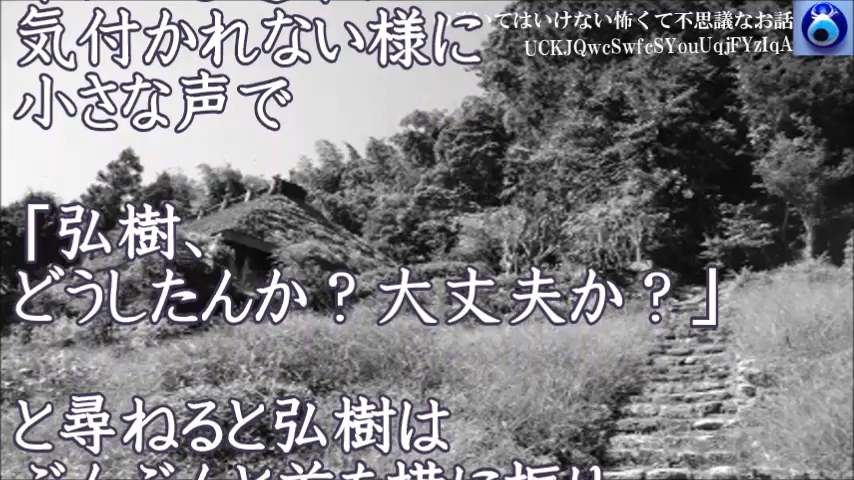 気付かれない様に
小さな声で
「弘樹、
どうしたんか？大丈夫か？」
と尋ねると弘樹は
いてはいけない怖くて不思議なお話
UCKJQwcSwfcSYouUqjFYzIqA